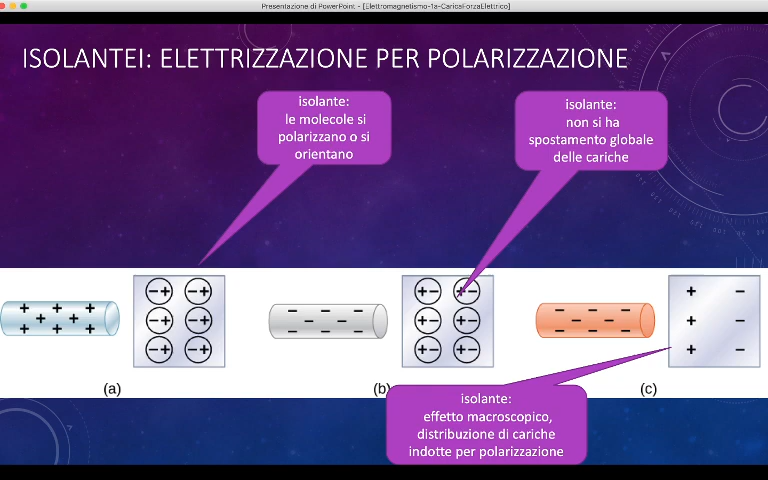 Presentazione di PowerPoint - [Elettromagnetismo-1a-CaricaForzaElettrico]
ISOLANTEI: ELETTRIZZAZIONE PER POLARIZZAZIONE
isolante:
le molecole si
polarizzano o si
orientano
isolante:
non si ha
spostamento globale
delle cariche
+ + +
+ +
+ + +
−+ −+
−+ −+
−+ −+
− − −
− −
− − −
+− +−
+− +−
+− +−
− − −
− −
− − −
+ −
+ −
+ −
(a)
(b)
(c)
isolante:
effetto macroscopico,
distribuzione di cariche
indotte per polarizzazione